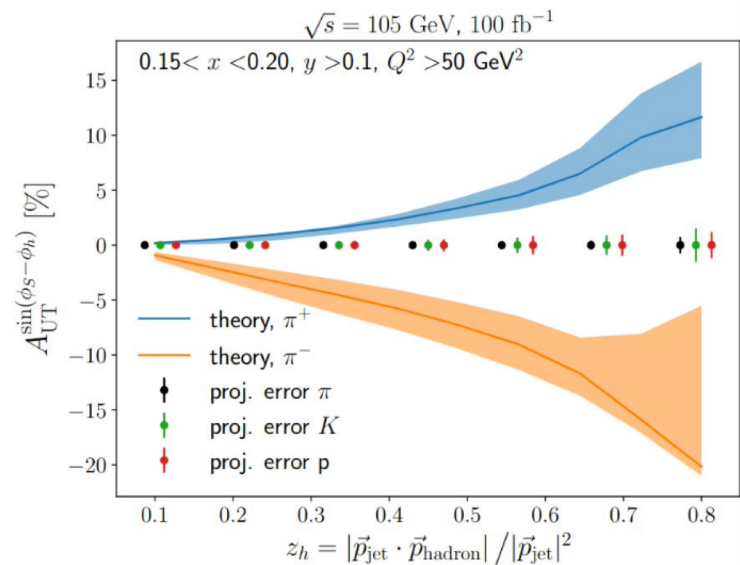 √s = 105 GeV, 100 fb⁻¹
0.15< x <0.20, y >0.1, Q² >50 GeV²
A_UT^sin(φ_S−φ_h) [%]
15
10
5
0
−5
−10
−15
−20
theory, π⁺
theory, π⁻
proj. error π
proj. error K
proj. error p
0.1 0.2 0.3 0.4 0.5 0.6 0.7 0.8
z_h = |p⃗_jet · p⃗_hadron| /|p⃗_jet|²